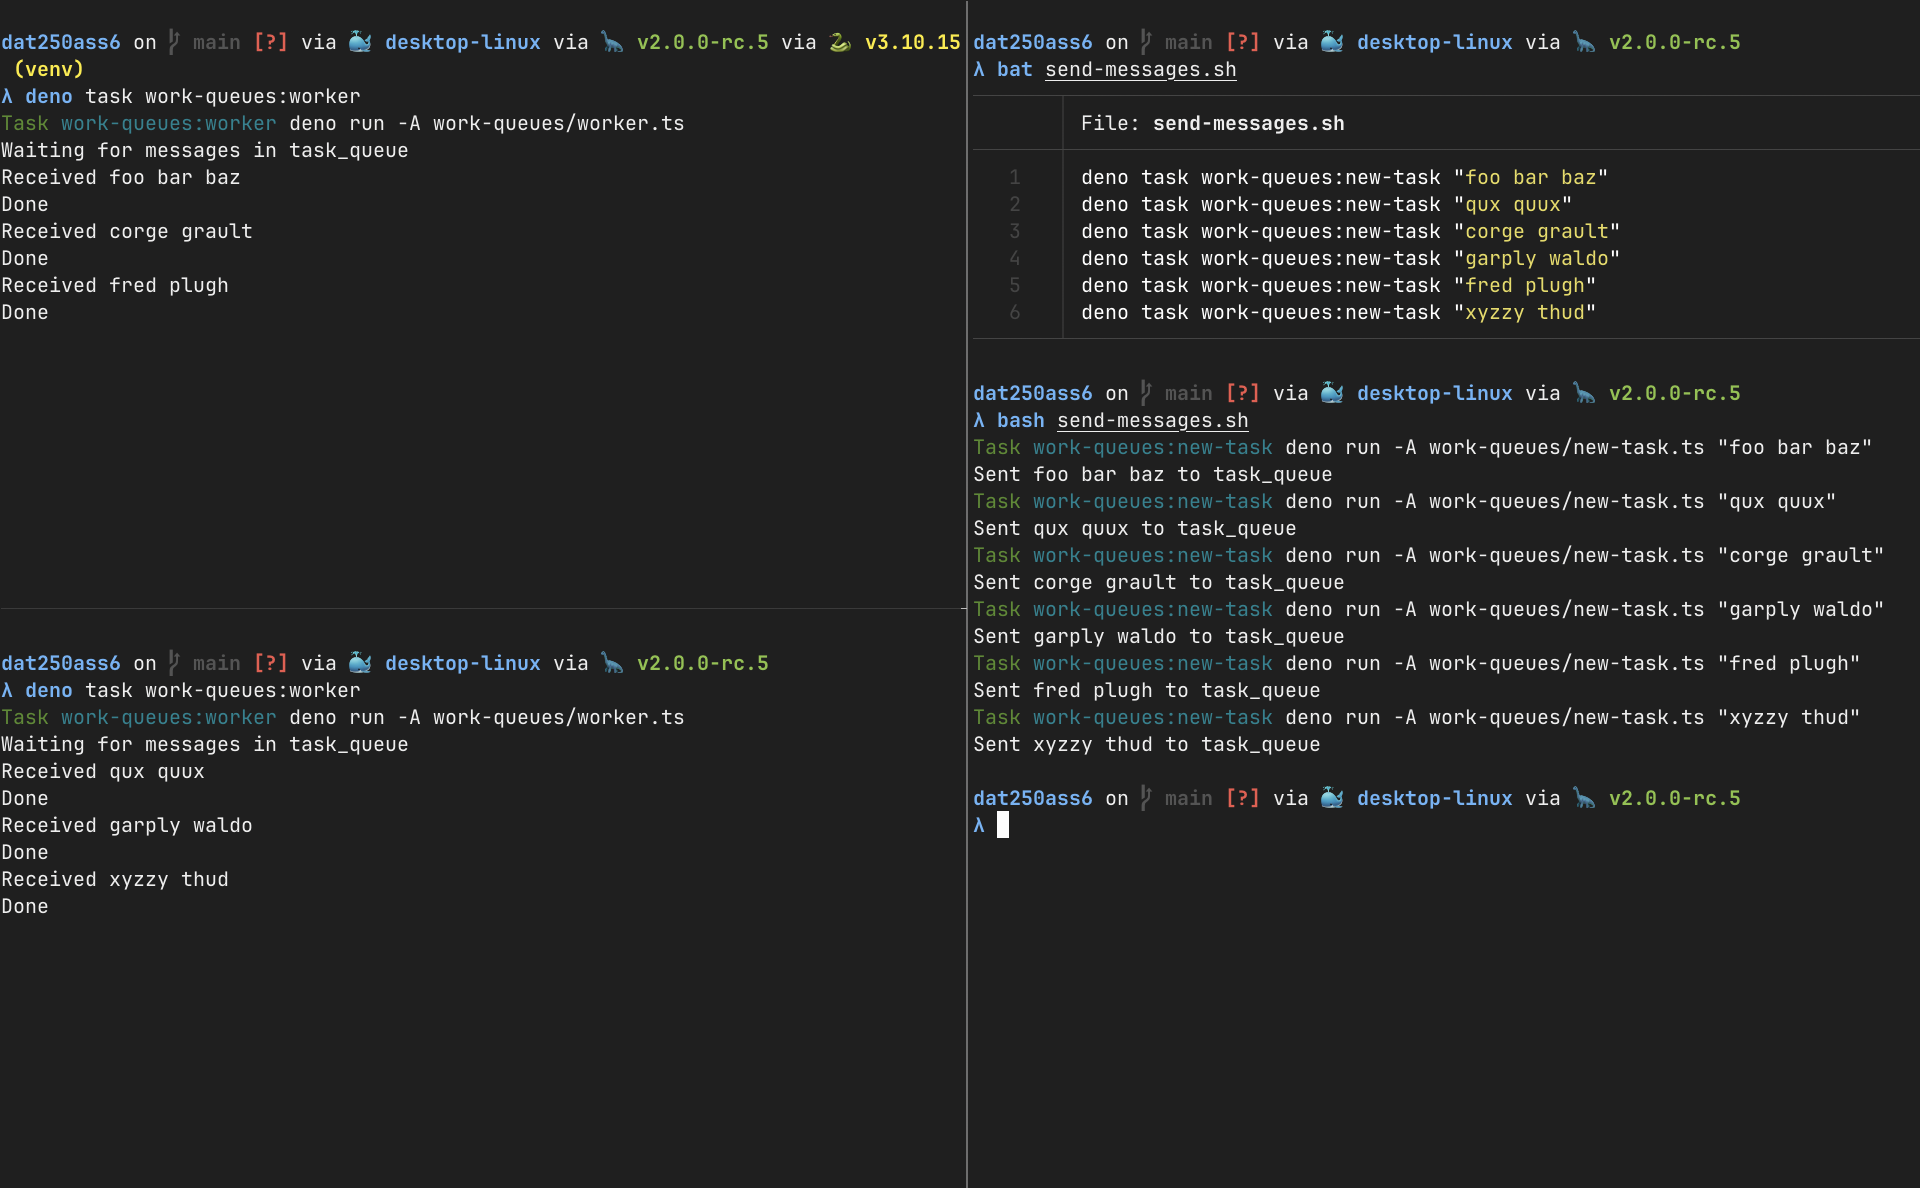 dat250ass6 on main [?] via 🐳 desktop-linux via 🦕 v2.0.0-rc.5 via 🐍 v3.10.15
(venv)
λ deno task work-queues:worker
Task work-queues:worker deno run -A work-queues/worker.ts
Waiting for messages in task_queue
Received foo bar baz
Done
Received corge grault
Done
Received fred plugh
Done
dat250ass6 on main [?] via 🐳 desktop-linux via 🦕 v2.0.0-rc.5
λ deno task work-queues:worker
Task work-queues:worker deno run -A work-queues/worker.ts
Waiting for messages in task_queue
Received qux quux
Done
Received garply waldo
Done
Received xyzzy thud
Done
dat250ass6 on main [?] via 🐳 desktop-linux via 🦕 v2.0.0-rc.5
λ bat send-messages.sh
File: send-messages.sh
1 deno task work-queues:new-task "foo bar baz"
2 deno task work-queues:new-task "qux quux"
3 deno task work-queues:new-task "corge grault"
4 deno task work-queues:new-task "garply waldo"
5 deno task work-queues:new-task "fred plugh"
6 deno task work-queues:new-task "xyzzy thud"
dat250ass6 on main [?] via 🐳 desktop-linux via 🦕 v2.0.0-rc.5
λ bash send-messages.sh
Task work-queues:new-task deno run -A work-queues/new-task.ts "foo bar baz"
Sent foo bar baz to task_queue
Task work-queues:new-task deno run -A work-queues/new-task.ts "qux quux"
Sent qux quux to task_queue
Task work-queues:new-task deno run -A work-queues/new-task.ts "corge grault"
Sent corge grault to task_queue
Task work-queues:new-task deno run -A work-queues/new-task.ts "garply waldo"
Sent garply waldo to task_queue
Task work-queues:new-task deno run -A work-queues/new-task.ts "fred plugh"
Sent fred plugh to task_queue
Task work-queues:new-task deno run -A work-queues/new-task.ts "xyzzy thud"
Sent xyzzy thud to task_queue
dat250ass6 on main [?] via 🐳 desktop-linux via 🦕 v2.0.0-rc.5
λ